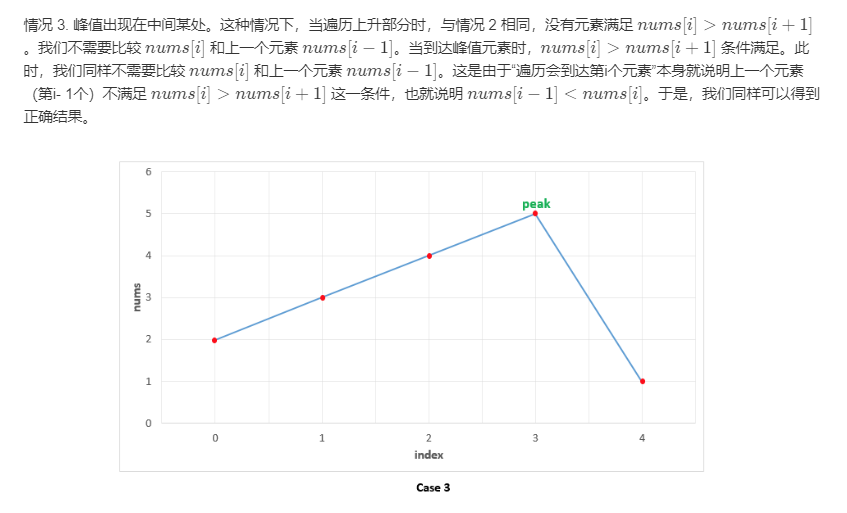 情况 3. 峰值出现在中间某处。这种情况下，当遍历上升部分时，与情况 2 相同，没有元素满足 nums[i] > nums[i + 1]
。我们不需要比较 nums[i] 和上一个元素 nums[i − 1]。当到达峰值元素时，nums[i] > nums[i + 1] 条件满足。此
时，我们同样不需要比较 nums[i] 和上一个元素 nums[i − 1]。这是由于“遍历会到达第i个元素”本身就说明上一个元素
（第i- 1个）不满足 nums[i] > nums[i + 1] 这一条件，也就说明 nums[i − 1] < nums[i]。于是，我们同样可以得到
正确结果。
6
5
4
3
2
1
0
nums
peak
0 1 2 3 4
index
Case 3